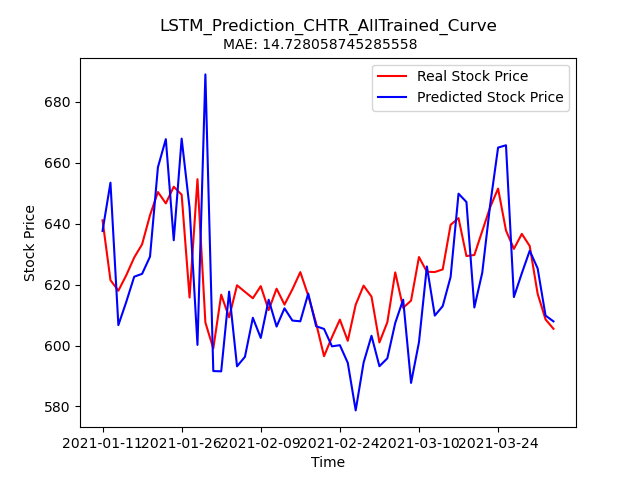 LSTM_Prediction_CHTR_AllTrained_Curve
MAE: 14.728058745285558
Real Stock Price
Predicted Stock Price
680
660
640
620
600
580
Stock Price
2021-01-11 2021-01-26 2021-02-09 2021-02-24 2021-03-10 2021-03-24
Time